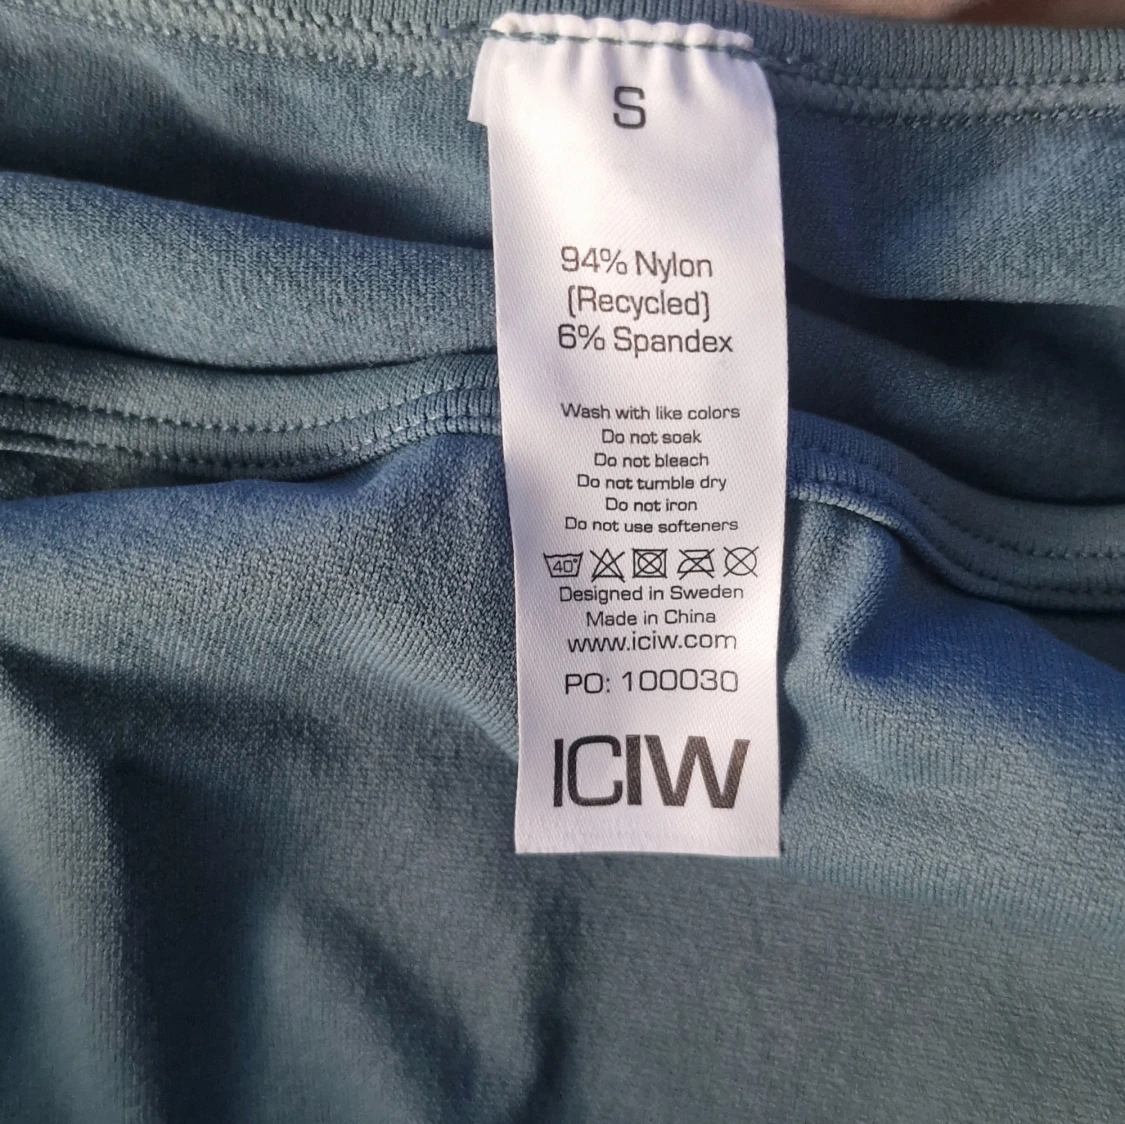 S
94% Nylon
(Recycled)
6% Spandex
Wash with like colors
Do not soak
Do not bleach
Do not tumble dry
Do not iron
Do not use softeners
40°
Designed in Sweden
Made in China
www.iciw.com
PO: 100030
ICIW